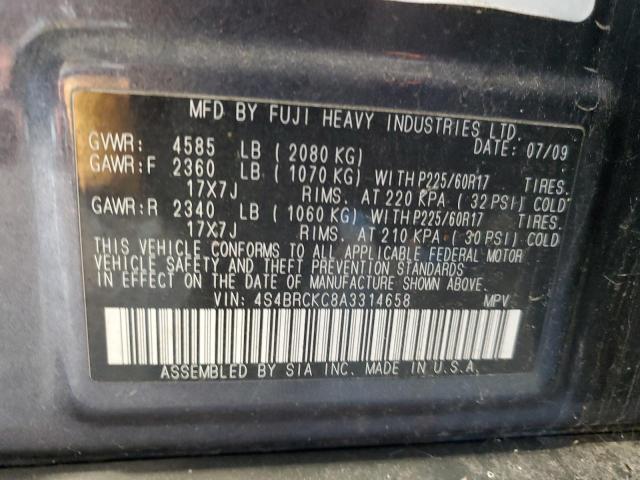 MFD BY FUJI HEAVY INDUSTRIES LTD.
GVWR: 4585 LB ( 2080 KG) DATE: 07/09
GAWR:F 2360 LB ( 1070 KG) WITH P225/60R17 TIRES.
17X7J RIMS. AT 220 KPA ( 32 PSI) COLD
GAWR:R 2340 LB ( 1060 KG) WITH P225/60R17 TIRES.
17X7J RIMS. AT 210 KPA ( 30 PSI) COLD
THIS VEHICLE CONFORMS TO ALL APPLICABLE FEDERAL MOTOR
VEHICLE SAFETY AND THEFT PREVENTION STANDARDS
IN EFFECT ON THE DATE OF MANUFACTURE SHOWN ABOVE.
VIN: 4S4BRCKC8A3314658 MPV
ASSEMBLED BY SIA INC. MADE IN U.S.A.